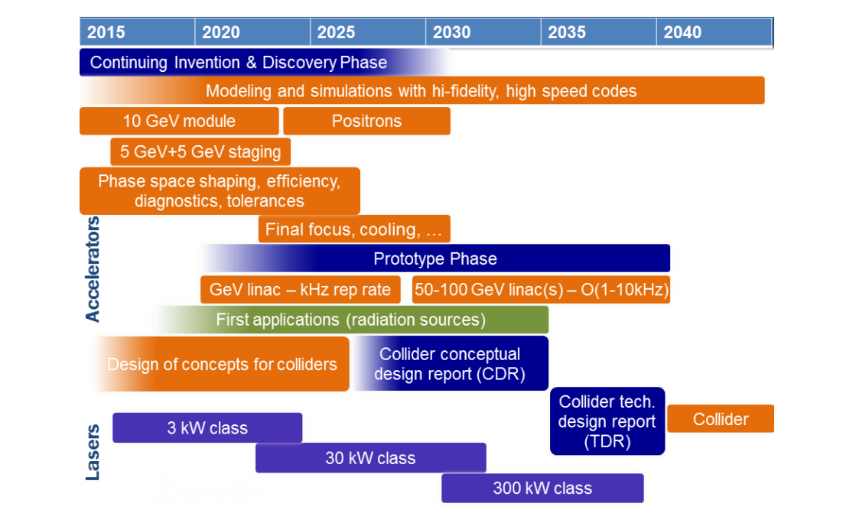 2015 2020 2025 2030 2035 2040
Continuing Invention & Discovery Phase
Modeling and simulations with hi-fidelity, high speed codes
10 GeV module Positrons
5 GeV+5 GeV staging
Phase space shaping, efficiency,
diagnostics, tolerances
Final focus, cooling, …
Prototype Phase
GeV linac – kHz rep rate 50-100 GeV linac(s) – O(1-10kHz)
First applications (radiation sources)
Design of concepts for colliders
Collider conceptual
design report (CDR)
Collider tech.
design report
(TDR)
Collider
Accelerators
3 kW class
30 kW class
300 kW class
Lasers